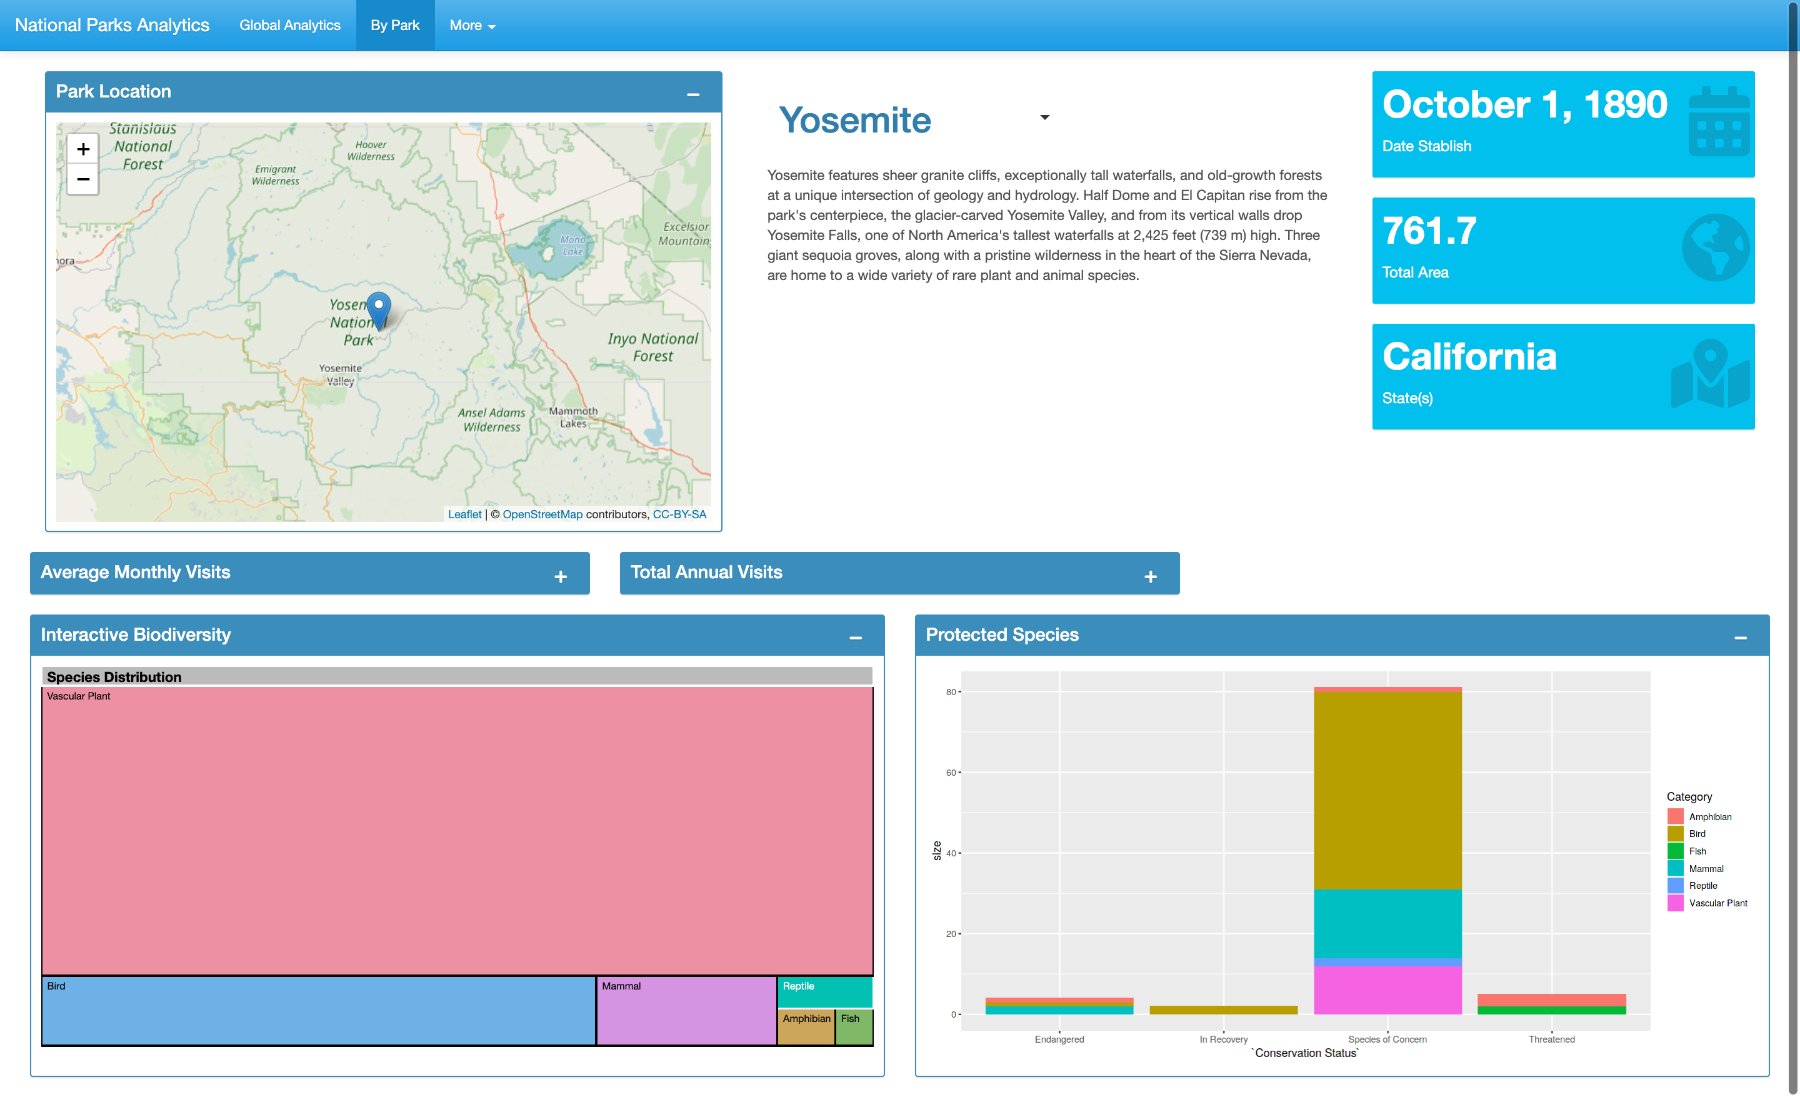 National Parks Analytics
Global Analytics
By Park
More
Park Location
+
−
Stanislaus
National
Forest
Hoover
Wilderness
Emigrant
Wilderness
Mono
Lake
Excelsior
Mountain
nora
National
Park
Yosemite
Valley
Inyo National
Forest
Ansel Adams
Wilderness
Mammoth
Lakes
Leaflet | © OpenStreetMap contributors, CC-BY-SA
Yosemite
Yosemite features sheer granite cliffs, exceptionally tall waterfalls, and old-growth forests
at a unique intersection of geology and hydrology. Half Dome and El Capitan rise from the
park's centerpiece, the glacier-carved Yosemite Valley, and from its vertical walls drop
Yosemite Falls, one of North America's tallest waterfalls at 2,425 feet (739 m) high. Three
giant sequoia groves, along with a pristine wilderness in the heart of the Sierra Nevada,
are home to a wide variety of rare plant and animal species.
October 1, 1890
Date Stablish
761.7
Total Area
California
State(s)
Average Monthly Visits
Total Annual Visits
Interactive Biodiversity
Species Distribution
Vascular Plant
Bird
Mammal
Reptile
Amphibian
Fish
Protected Species
80
60
40
20
0
size
Endangered
In Recovery
Species of Concern
Threatened
`Conservation Status`
Category
Amphibian
Bird
Fish
Mammal
Reptile
Vascular Plant